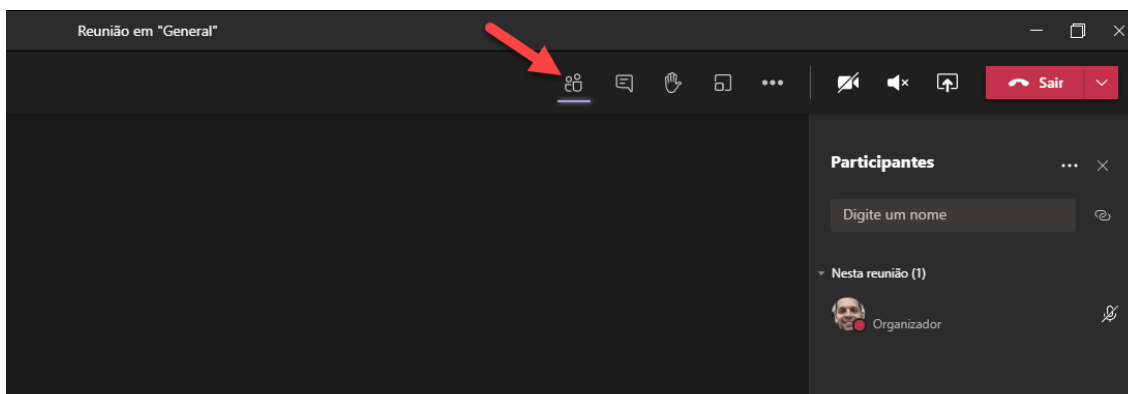 Reunião em "General"
Sair
Participantes
Digite um nome
Nesta reunião (1)
Organizador